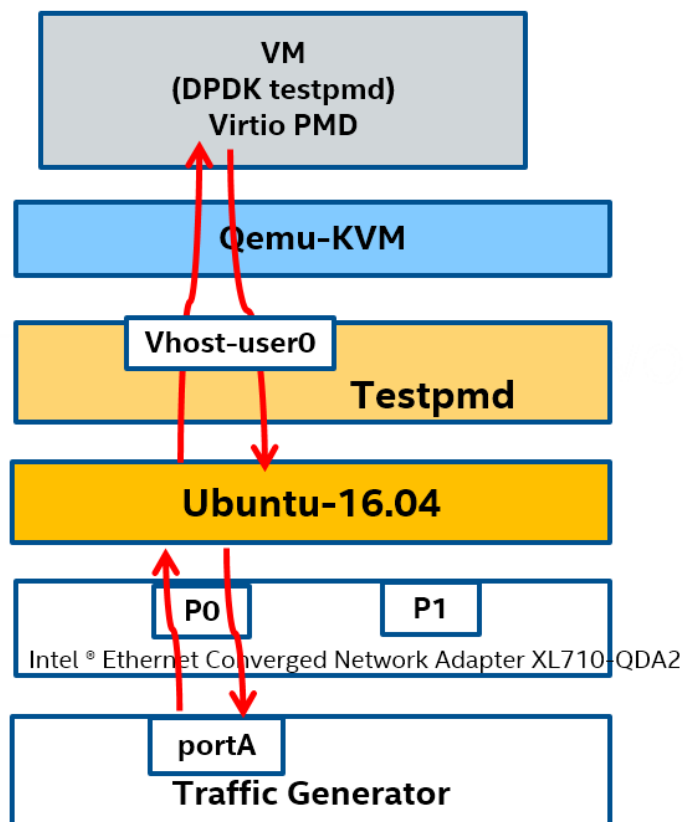 VM
(DPDK testpmd)
Virtio PMD
Qemu-KVM
Vhost-user0
Testpmd
Ubuntu-16.04
P0
P1
Intel ® Ethernet Converged Network Adapter XL710-QDA2
portA
Traffic Generator